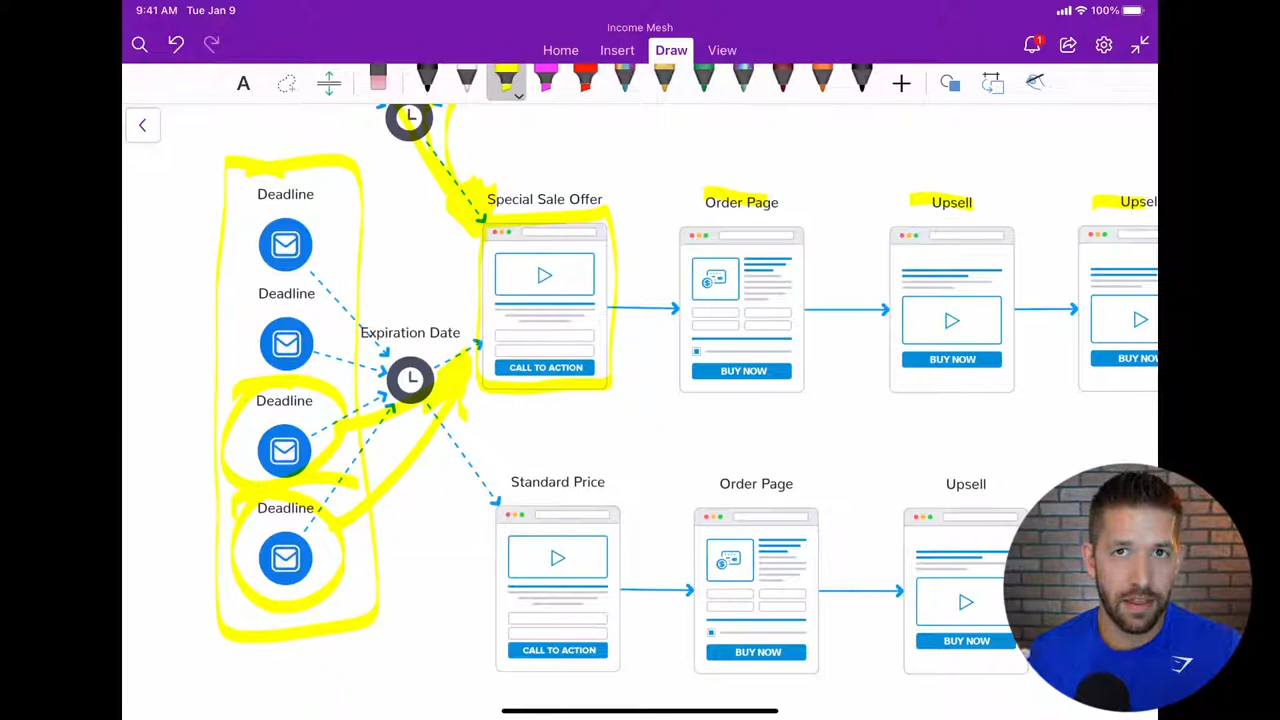 9:41 AM Tue Jan 9
100%
Income Mesh
Home Insert Draw View
1
A
Deadline
Special Sale Offer
Order Page
Upsell
Upsel
Deadline
Expiration Date
CALL TO ACTION
BUY NOW
BUY NOW
BUY NOW
Deadline
Standard Price
Order Page
Upsell
Deadline
CALL TO ACTION
BUY NOW
BUY NOW